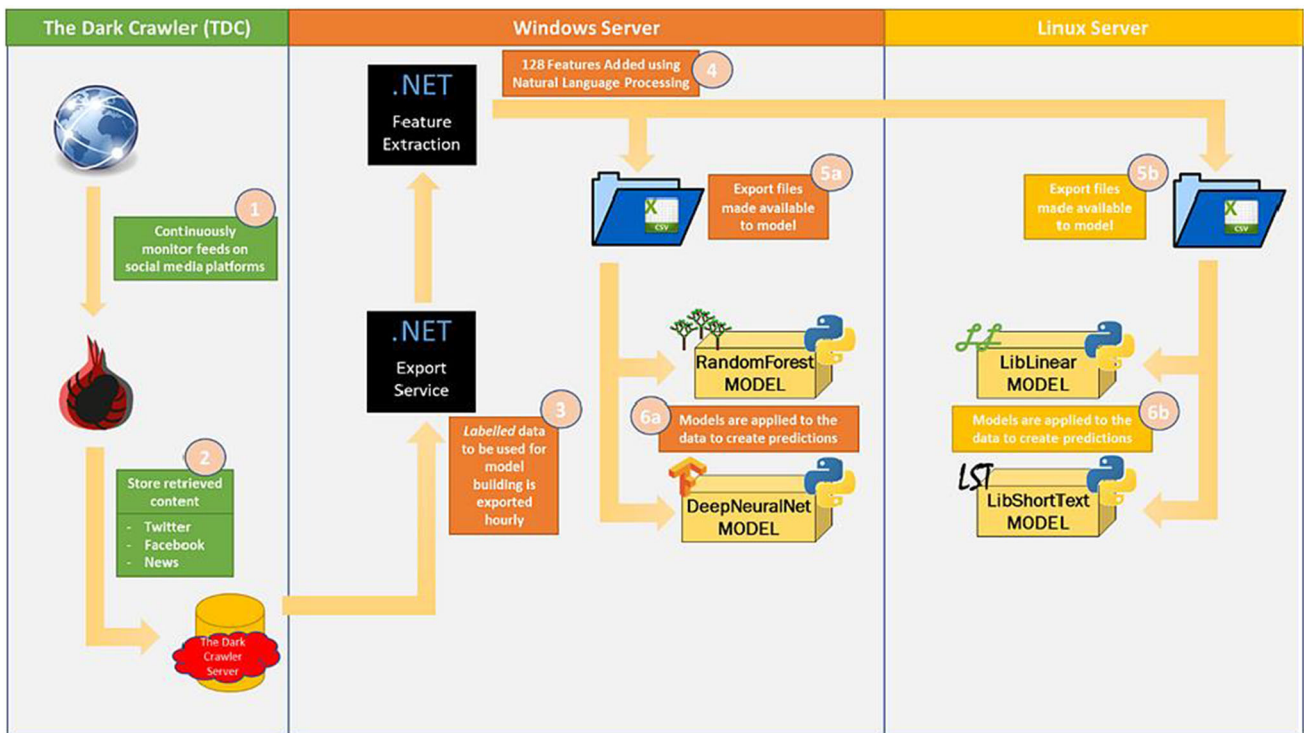 The Dark Crawler (TDC)
Windows Server
Linux Server
1
Continuously
monitor feeds on
social media platforms
2
Store retrieved
content
- Twitter
- Facebook
- News
The Dark
Crawler
Server
.NET
Feature
Extraction
.NET
Export
Service
3
Labelled data
to be used for
model
building is
exported
hourly
128 Features Added using
Natural Language Processing
4
5a
Export files
made available
to model
X
CSV
RandomForest
MODEL
6a
Models are applied to the
data to create predictions
DeepNeuralNet
MODEL
5b
Export files
made available
to model
X
CSV
LL
LibLinear
MODEL
Models are applied to the
data to create predictions
6b
LST
LibShortText
MODEL